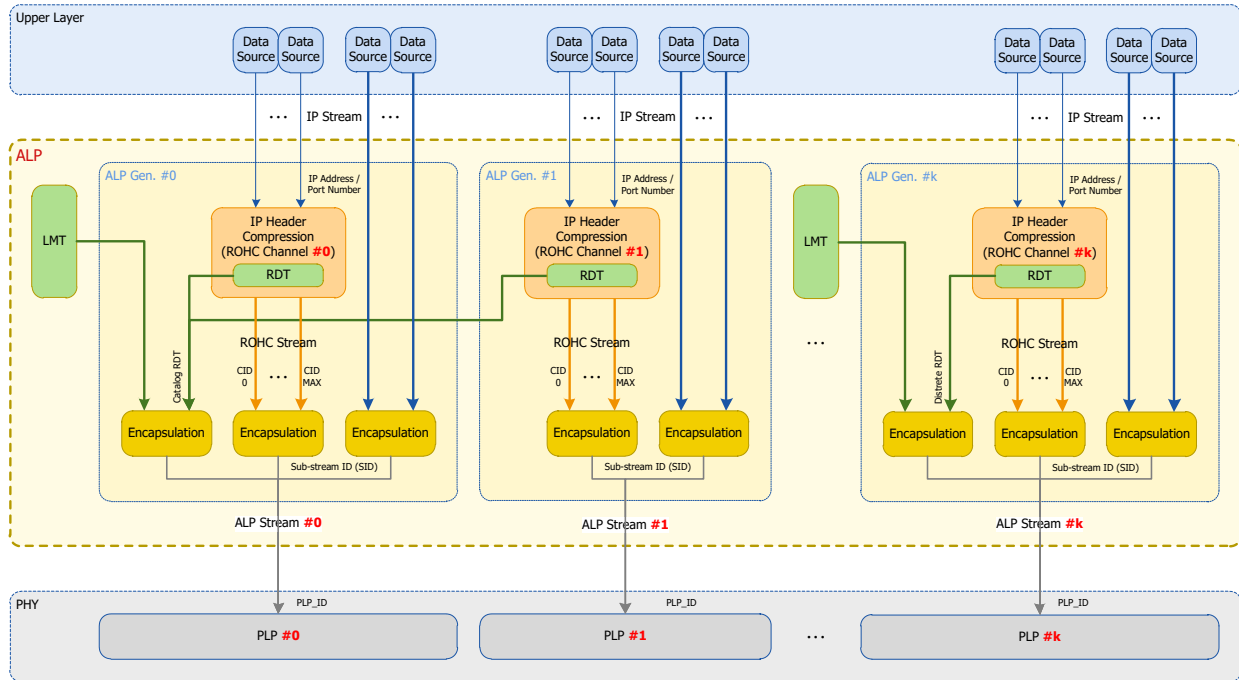 Upper Layer
Data Source
Data Source
Data Source
Data Source
Data Source
Data Source
Data Source
Data Source
Data Source
Data Source
Data Source
Data Source
... IP Stream ...
... IP Stream ...
... IP Stream ...
ALP
ALP Gen. #0
ALP Gen. #1
ALP Gen. #k
IP Address /
Port Number
IP Address /
Port Number
IP Address /
Port Number
LMT
IP Header
Compression
(ROHC Channel #0)
RDT
IP Header
Compression
(ROHC Channel #1)
RDT
LMT
IP Header
Compression
(ROHC Channel #k)
RDT
...
ROHC Stream
ROHC Stream
ROHC Stream
Catalog RDT
CID
0
...
CID
MAX
CID
0
...
CID
MAX
Distrete RDT
CID
0
...
CID
MAX
Encapsulation
Encapsulation
Encapsulation
Encapsulation
Encapsulation
Encapsulation
Encapsulation
Encapsulation
Sub-stream ID (SID)
Sub-stream ID (SID)
Sub-stream ID (SID)
ALP Stream #0
ALP Stream #1
ALP Stream #k
PHY
PLP_ID
PLP_ID
PLP_ID
PLP #0
PLP #1
...
PLP #k